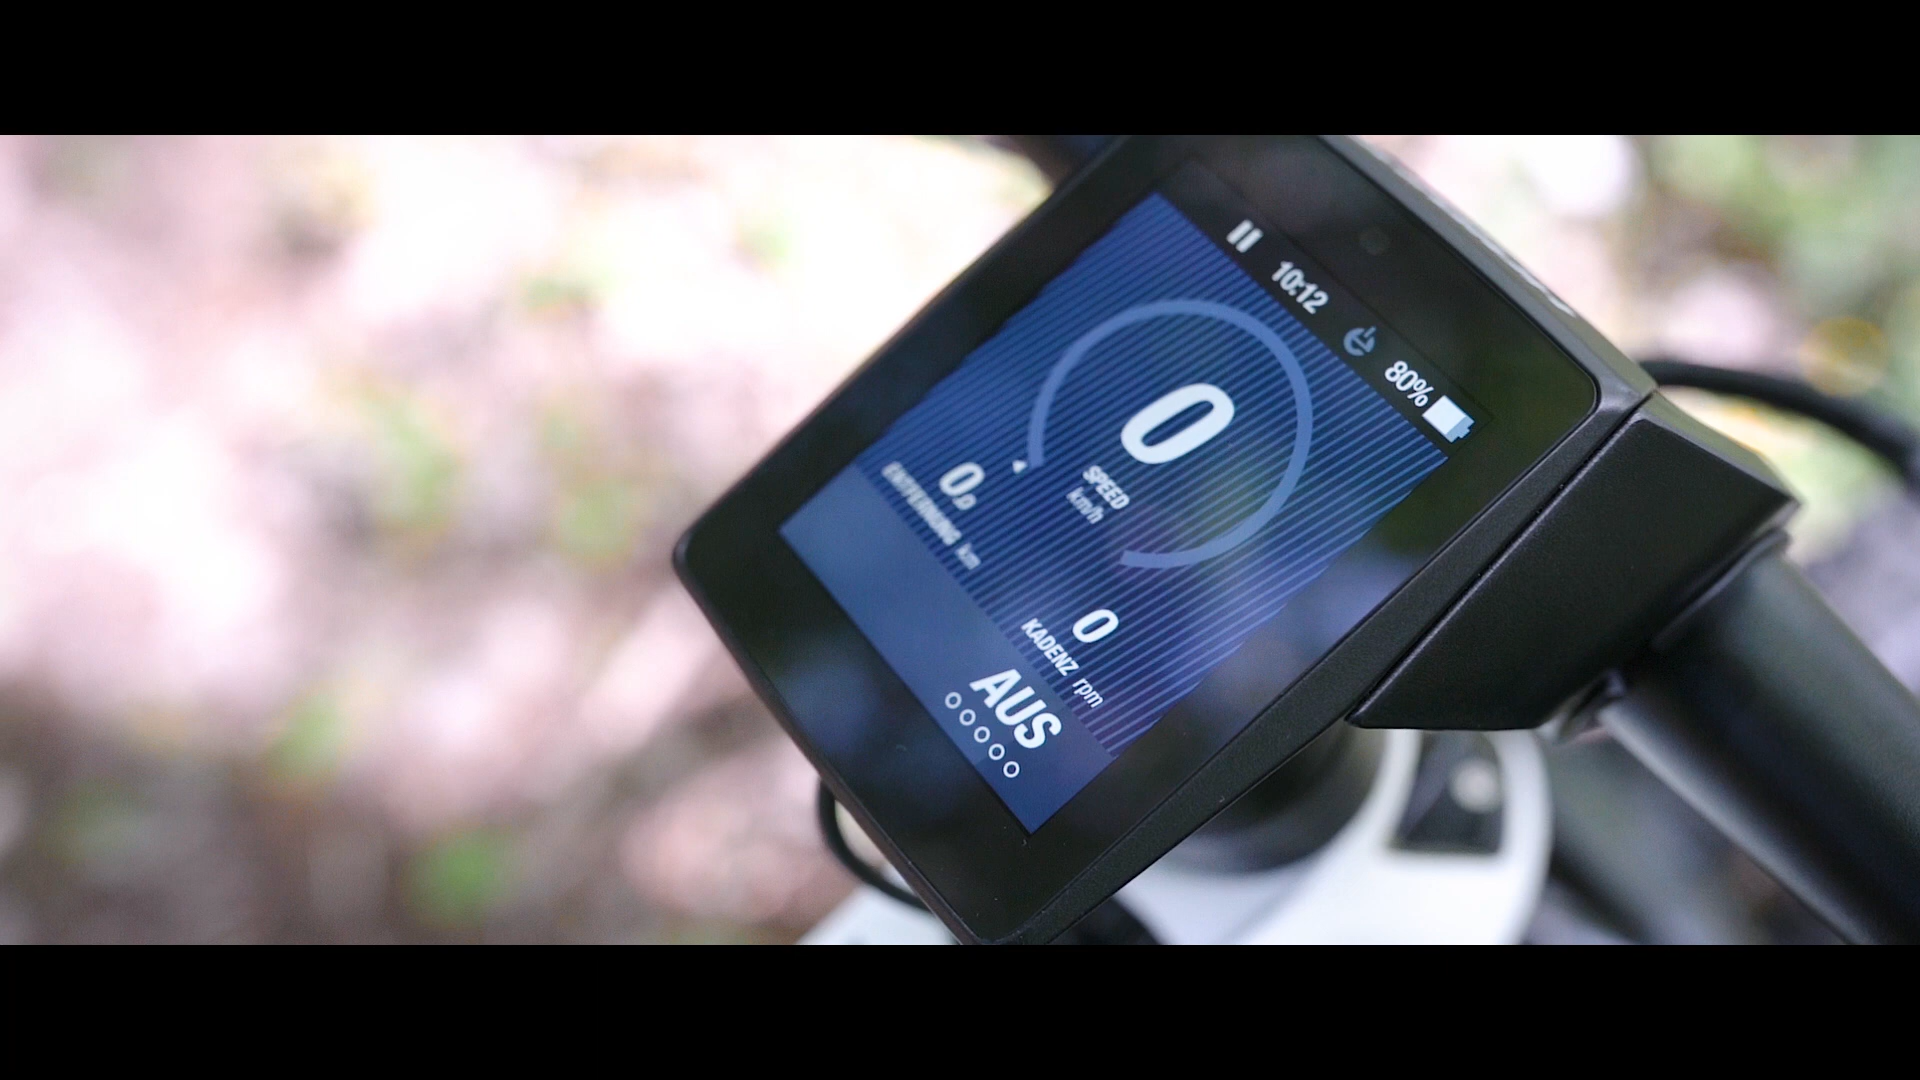 10:12
80%
0
SPEED
km/h
0,0
ENTFERNUNG km
0
KADENZ rpm
AUS